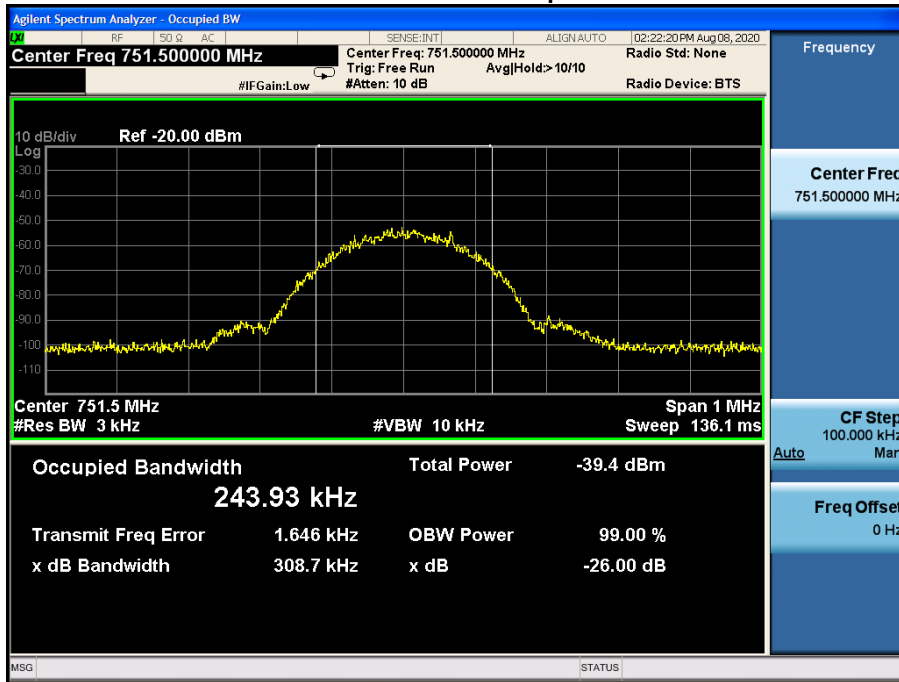 Agilent Spectrum Analyzer - Occupied BW
LXI RF 50 Ω AC SENSE:INT ALIGN AUTO 02:22:20 PM Aug 08, 2020
Center Freq 751.500000 MHz
Center Freq: 751.500000 MHz
Radio Std: None
Trig: Free Run Avg|Hold:> 10/10
#IFGain:Low
#Atten: 10 dB
Radio Device: BTS
10 dB/div Ref -20.00 dBm
Log
-30.0
-40.0
-50.0
-60.0
-70.0
-80.0
-90.0
-100
-110
Center 751.5 MHz Span 1 MHz
#Res BW 3 kHz #VBW 10 kHz Sweep 136.1 ms
Occupied Bandwidth
243.93 kHz
Total Power -39.4 dBm
Transmit Freq Error 1.646 kHz OBW Power 99.00 %
x dB Bandwidth 308.7 kHz x dB -26.00 dB
Frequency
Center Freq
751.500000 MHz
CF Step
100.000 kHz
Auto Man
Freq Offset
0 Hz
MSG STATUS